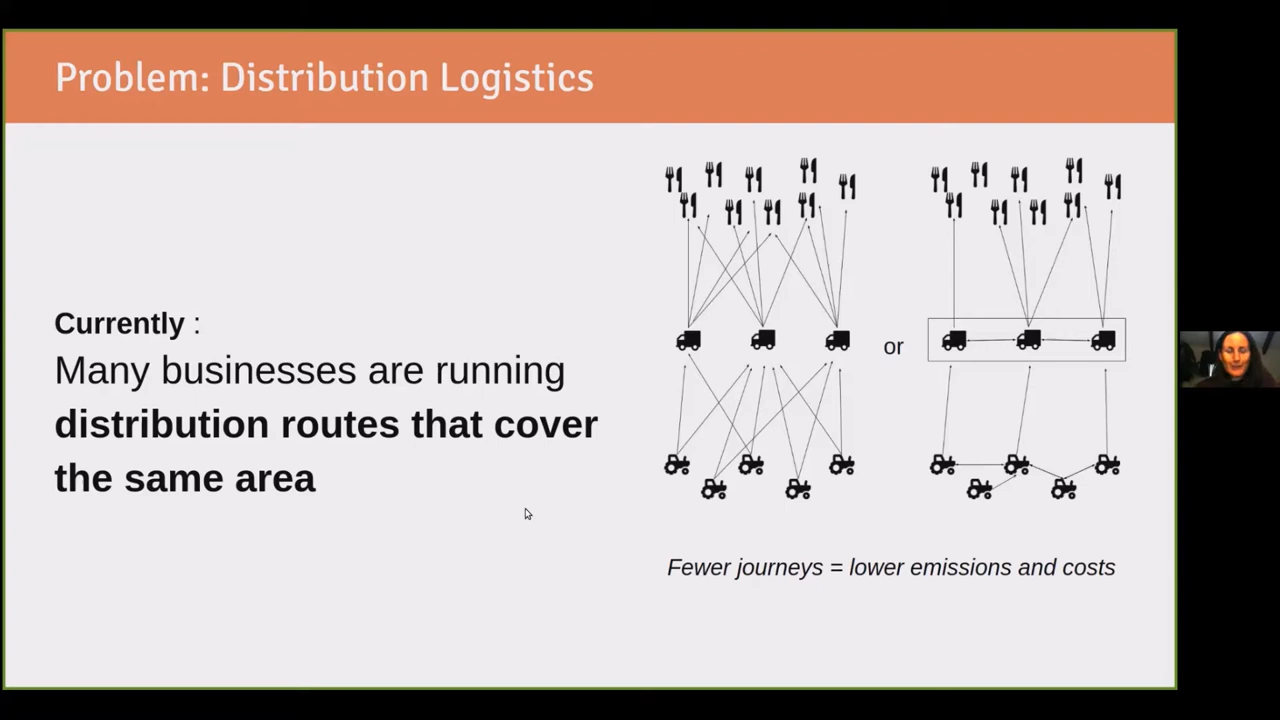 Problem: Distribution Logistics
Currently :
Many businesses are running
distribution routes that cover
the same area
or
Fewer journeys = lower emissions and costs